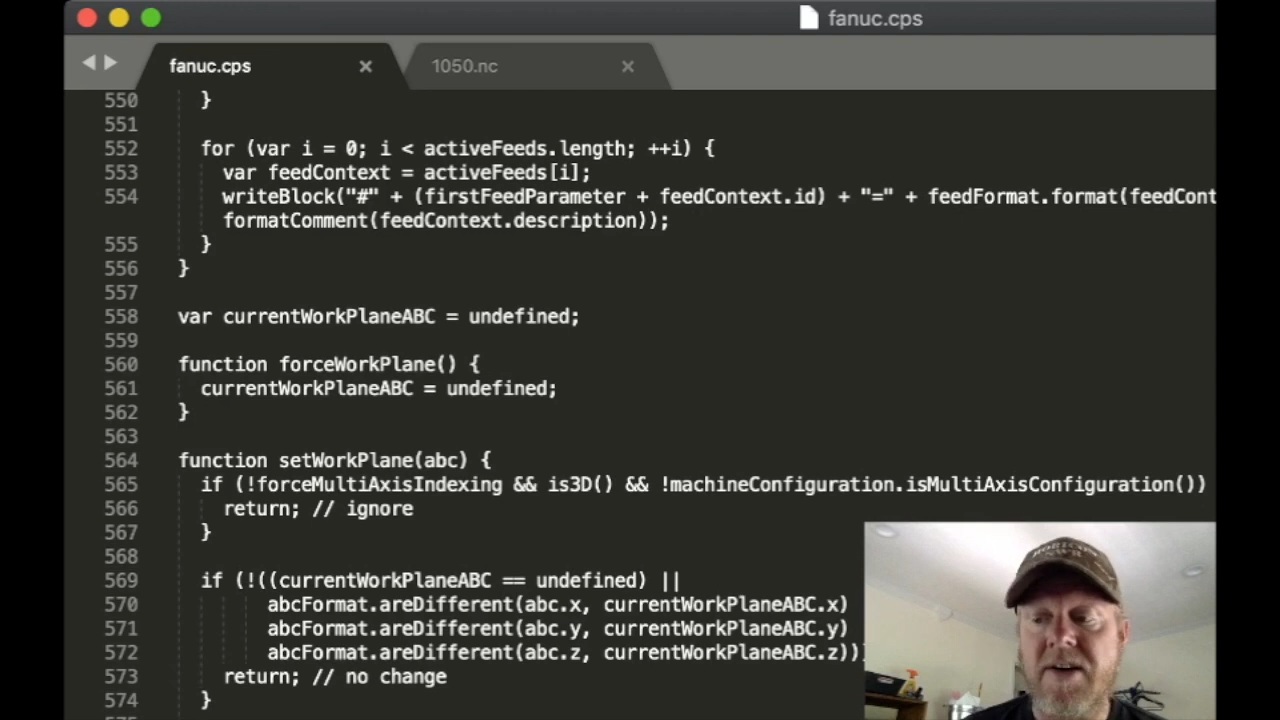 fanuc.cps
fanuc.cps × 1050.nc ×
550 }
551
552 for (var i = 0; i < activeFeeds.length; ++i) {
553 var feedContext = activeFeeds[i];
554 writeBlock("#" + (firstFeedParameter + feedContext.id) + "=" + feedFormat.format(feedCont
formatComment(feedContext.description));
555 }
556 }
557
558 var currentWorkPlaneABC = undefined;
559
560 function forceWorkPlane() {
561 currentWorkPlaneABC = undefined;
562 }
563
564 function setWorkPlane(abc) {
565 if (!forceMultiAxisIndexing && is3D() && !machineConfiguration.isMultiAxisConfiguration())
566 return; // ignore
567 }
568
569 if (!((currentWorkPlaneABC == undefined) ||
570 abcFormat.areDifferent(abc.x, currentWorkPlaneABC.x)
571 abcFormat.areDifferent(abc.y, currentWorkPlaneABC.y)
572 abcFormat.areDifferent(abc.z, currentWorkPlaneABC.z)))
573 return; // no change
574 }
HORICON
NWR